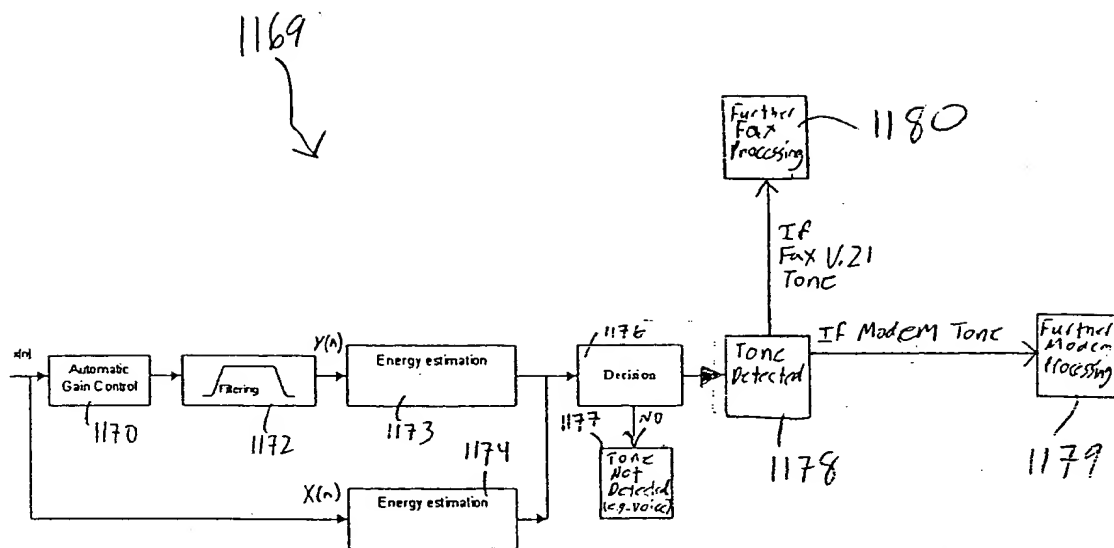 1169
Further
Fax
Processing
1180
If
Fax V.21
Tone
x(n)
Automatic
Gain Control
1170
Filtering
1172
Y(n)
Energy estimation
1173
1176
Decision
NO
1177
Tone
Not
Detected
(e.g. voice)
Tone
Detected
1178
If Modem Tone
Further
Modem
Processing
1179
X(n)
1174
Energy estimation